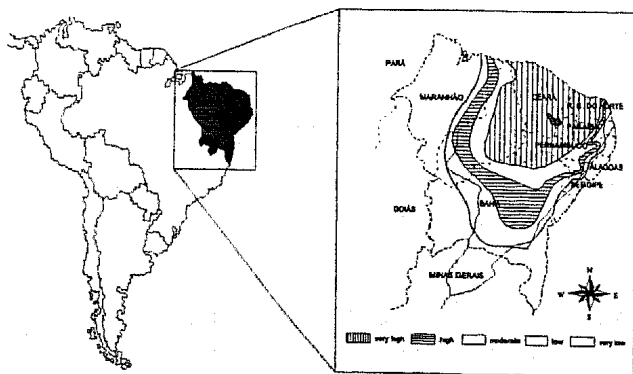 PARÁ
MARANHÃO
CEARÁ
R. G. DO NORTE
PERNAMBUCO
ALAGOAS
SERGIPE
GOIÁS
BAHIA
MINAS GERAIS
N
W E
S
very high high moderate low very low